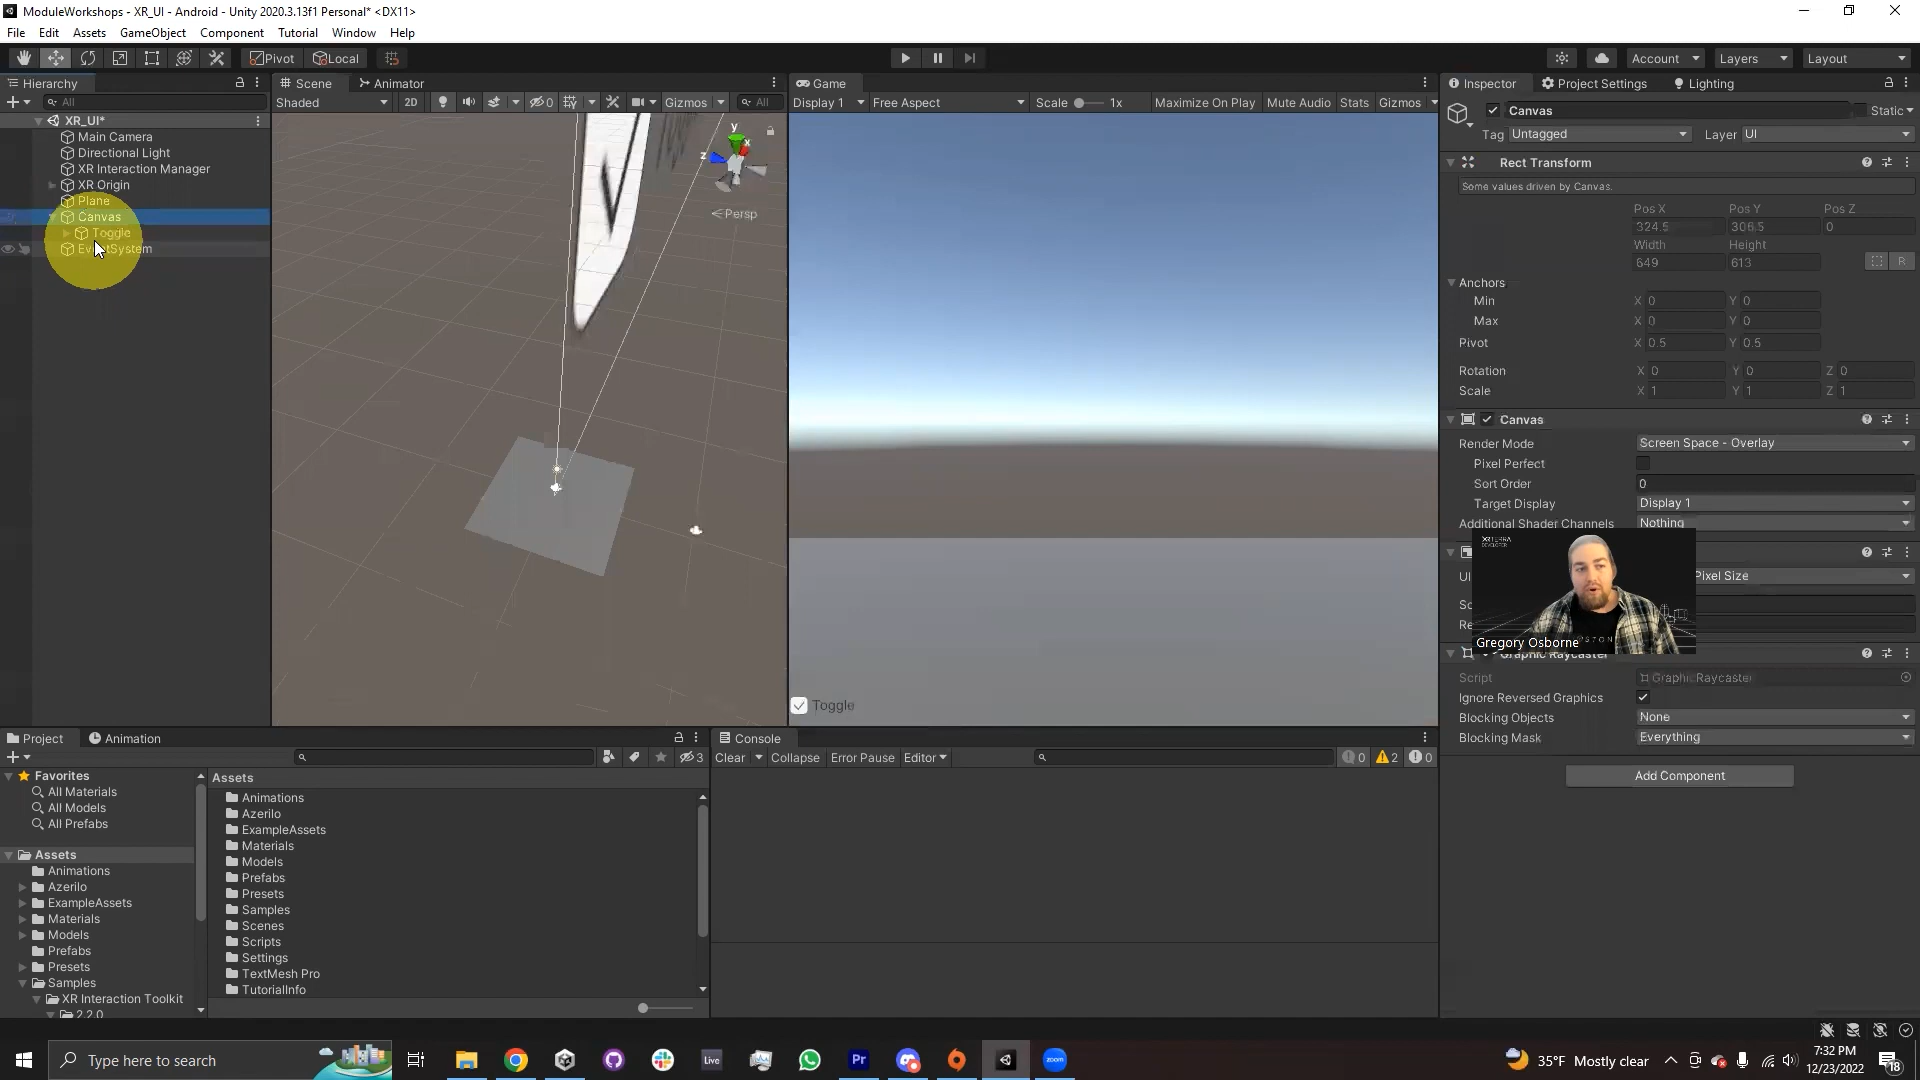 ModuleWorkshops - XR_UI - Android - Unity 2020.3.13f1 Personal* <DX11>
File Edit Assets GameObject Component Tutorial Window Help
Pivot Local Account Layers Layout
Hierarchy
All
XR_UI*
Main Camera
Directional Light
XR Interaction Manager
XR Origin
Plane
Canvas
Toggle
EventSystem
Scene Animator
Shaded 2D 0 Gizmos All
y
x
z
Persp
Game
Display 1 Free Aspect Scale 1x Maximize On Play Mute Audio Stats Gizmos
Toggle
Inspector Project Settings Lighting
Canvas Static
Tag Untagged Layer UI
Rect Transform
Some values driven by Canvas.
Pos X Pos Y Pos Z
324.5 306.5 0
Width Height
649 613
R
Anchors
Min X 0 Y 0
Max X 0 Y 0
Pivot X 0.5 Y 0.5
Rotation X 0 Y 0 Z 0
Scale X 1 Y 1 Z 1
Canvas
Render Mode Screen Space - Overlay
Pixel Perfect
Sort Order 0
Target Display Display 1
Additional Shader Channels Nothing
XRTERRA
DEVELOPER
UI Pixel Size
Sc
Re
Gregory Osborne
Graphic Raycaster
Script Graphic Raycaster
Ignore Reversed Graphics
Blocking Objects None
Blocking Mask Everything
Add Component
Project Animation
3
Favorites
All Materials
All Models
All Prefabs
Assets
Animations
Azerilo
ExampleAssets
Materials
Models
Prefabs
Presets
Samples
XR Interaction Toolkit
2.2.0
Assets
Animations
Azerilo
ExampleAssets
Materials
Models
Prefabs
Presets
Samples
Scenes
Scripts
Settings
TextMesh Pro
TutorialInfo
Console
Clear Collapse Error Pause Editor 0 2 0
Type here to search
Live
Pr
zoom
35°F Mostly clear
7:32 PM
12/23/2022
18